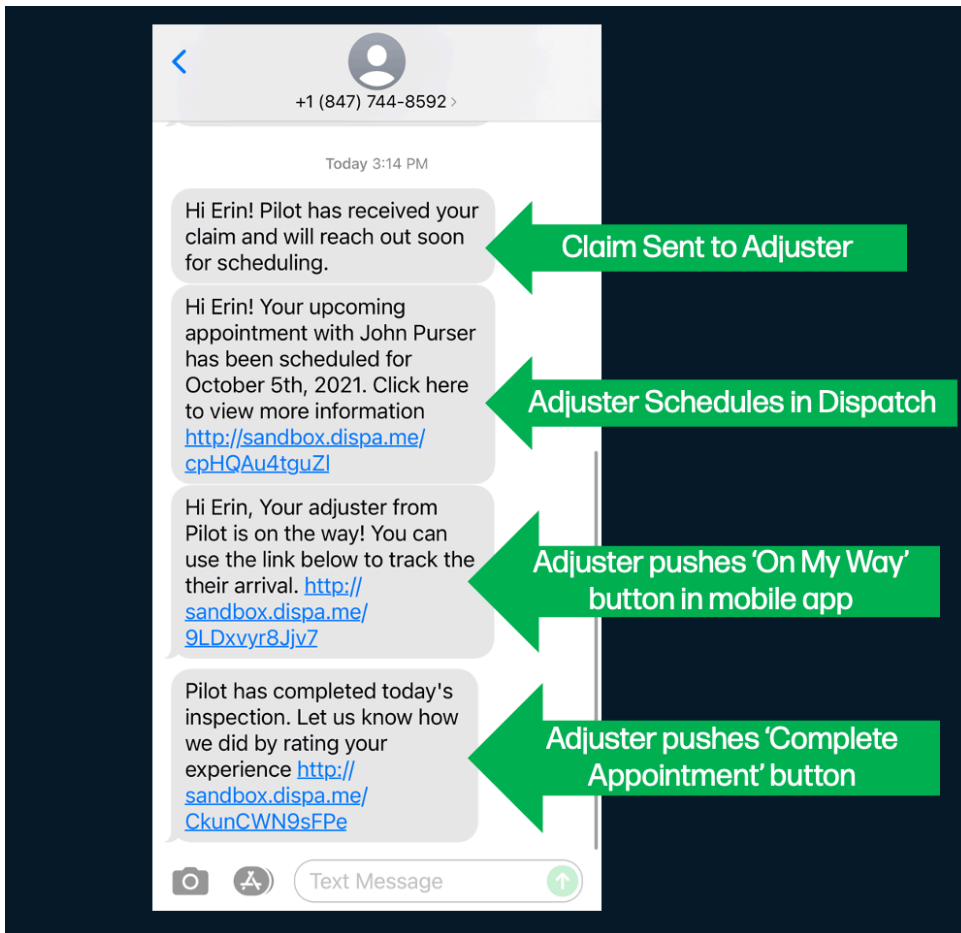 +1 (847) 744-8592 >
Today 3:14 PM
Hi Erin! Pilot has received your
claim and will reach out soon
for scheduling.
Claim Sent to Adjuster
Hi Erin! Your upcoming
appointment with John Purser
has been scheduled for
October 5th, 2021. Click here
to view more information
http://sandbox.dispa.me/
cpHQAu4tguZl
Adjuster Schedules in Dispatch
Hi Erin, Your adjuster from
Pilot is on the way! You can
use the link below to track the
their arrival. http://
sandbox.dispa.me/
9LDxvyr8Jjv7
Adjuster pushes ‘On My Way’
button in mobile app
Pilot has completed today's
inspection. Let us know how
we did by rating your
experience http://
sandbox.dispa.me/
CkunCWN9sFPe
Adjuster pushes ‘Complete
Appointment’ button
Text Message